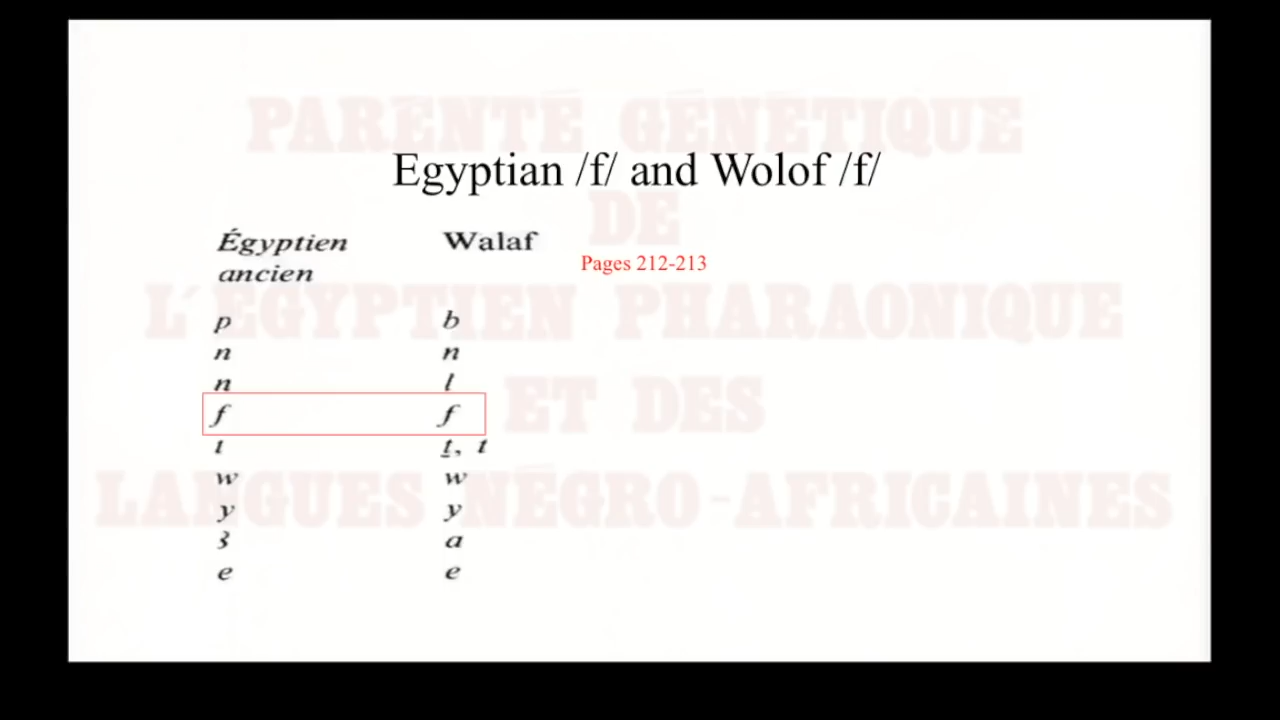 PARENTÉ GÉNÉTIQUE
Egyptian /f/ and Wolof /f/
DE
Égyptien Walaf
ancien
Pages 212-213
L´ÉGYPTIEN PHARAONIQUE
p b
n n
n l
ET DES
f f
t ṯ, t
w w
LANGUES NÉGRO-AFRICAINES
y y
ꜣ a
e e